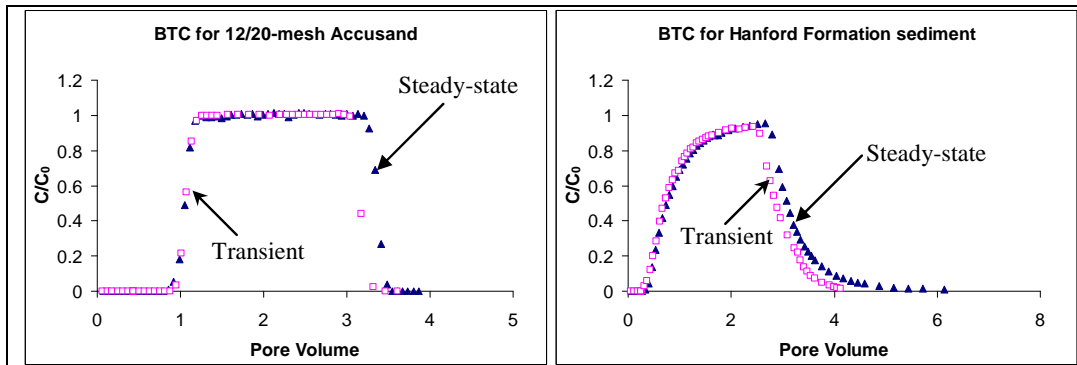 BTC for 12/20-mesh Accusand
1.2
1
0.8
0.6
0.4
0.2
0
C/C₀
0 1 2 3 4 5
Pore Volume
Steady-state
Transient
BTC for Hanford Formation sediment
1.2
1
0.8
0.6
0.4
0.2
0
C/C₀
0 2 4 6 8
Pore Volume
Steady-state
Transient